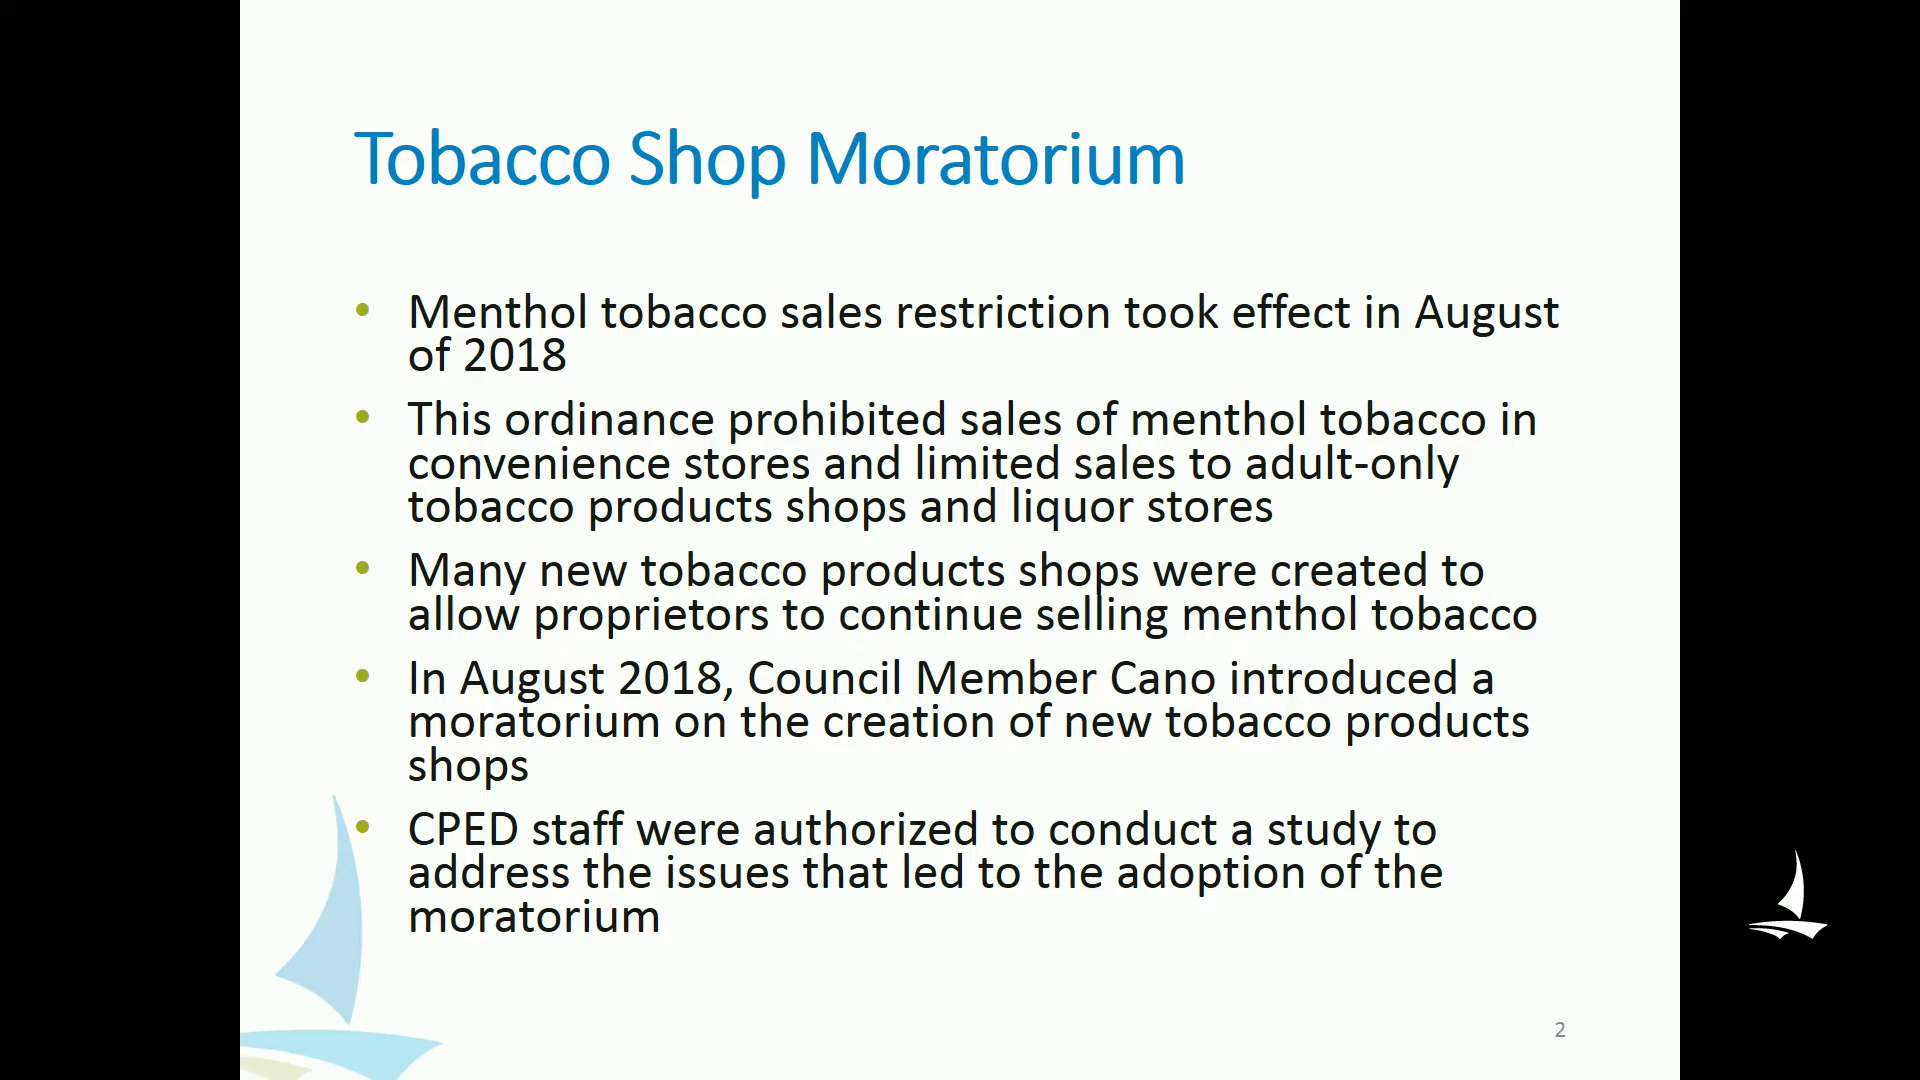 Tobacco Shop Moratorium
• Menthol tobacco sales restriction took effect in August
of 2018
• This ordinance prohibited sales of menthol tobacco in
convenience stores and limited sales to adult-only
tobacco products shops and liquor stores
• Many new tobacco products shops were created to
allow proprietors to continue selling menthol tobacco
• In August 2018, Council Member Cano introduced a
moratorium on the creation of new tobacco products
shops
• CPED staff were authorized to conduct a study to
address the issues that led to the adoption of the
moratorium
2